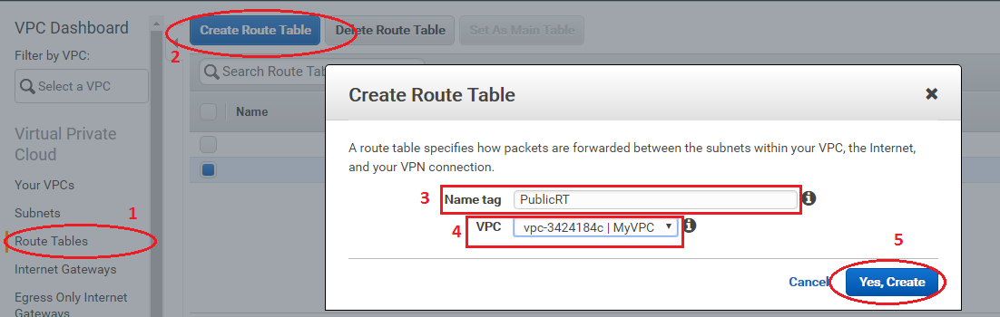 VPC Dashboard
Filter by VPC:
Select a VPC
Virtual Private
Cloud
Your VPCs
Subnets
1
Route Tables
Internet Gateways
Egress Only Internet
Gateways
Create Route Table
Delete Route Table
Set As Main Table
2
Search Route Tab
Name
Create Route Table
A route table specifies how packets are forwarded between the subnets within your VPC, the Internet,
and your VPN connection.
3 Name tag PublicRT
4 VPC vpc-3424184c | MyVPC
5
Cancel Yes, Create